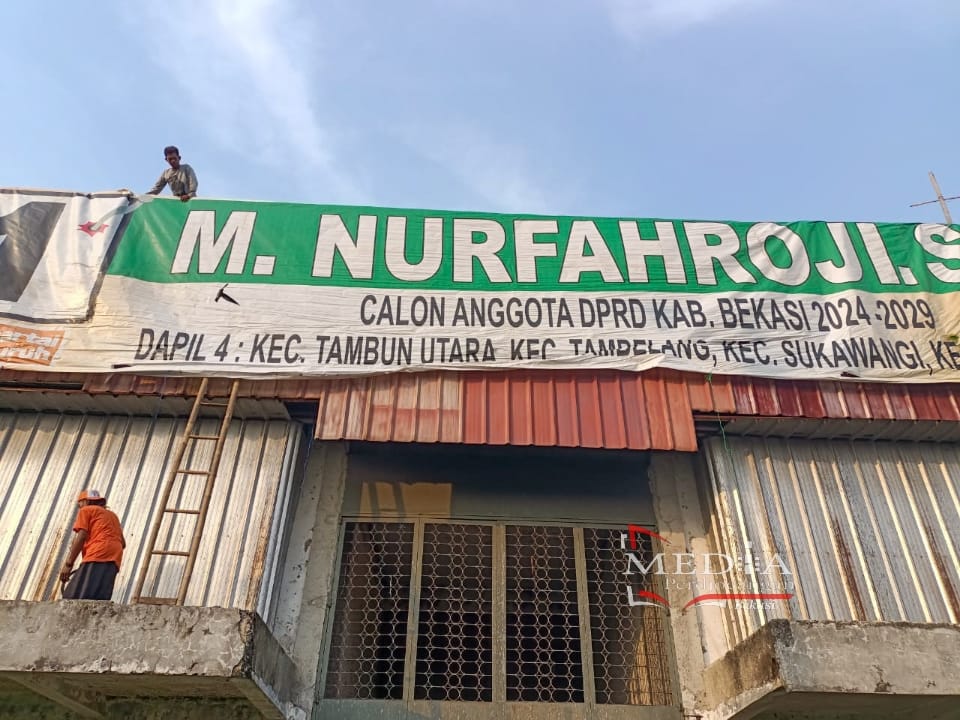 M. NURFAHROJI. S
CALON ANGGOTA DPRD KAB. BEKASI 2024-2029
DAPIL 4 : KEC. TAMBUN UTARA, KEC. TAMBELANG, KEC. SUKAWANGI, KE
MEDIA
Bekasi